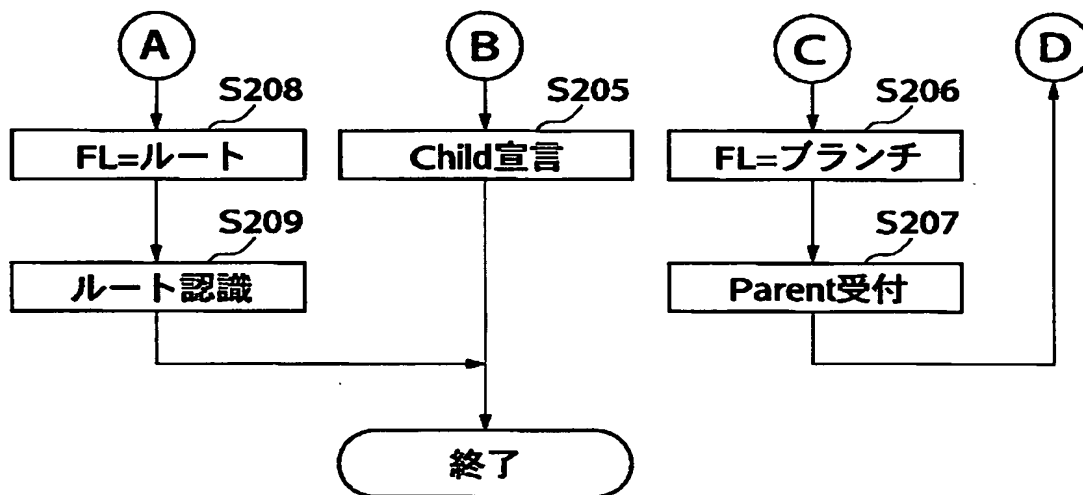 A
B
C
D
S208
S205
S206
FL=ルート
Child宣言
FL=ブランチ
S209
S207
ルート認識
Parent受付
終了